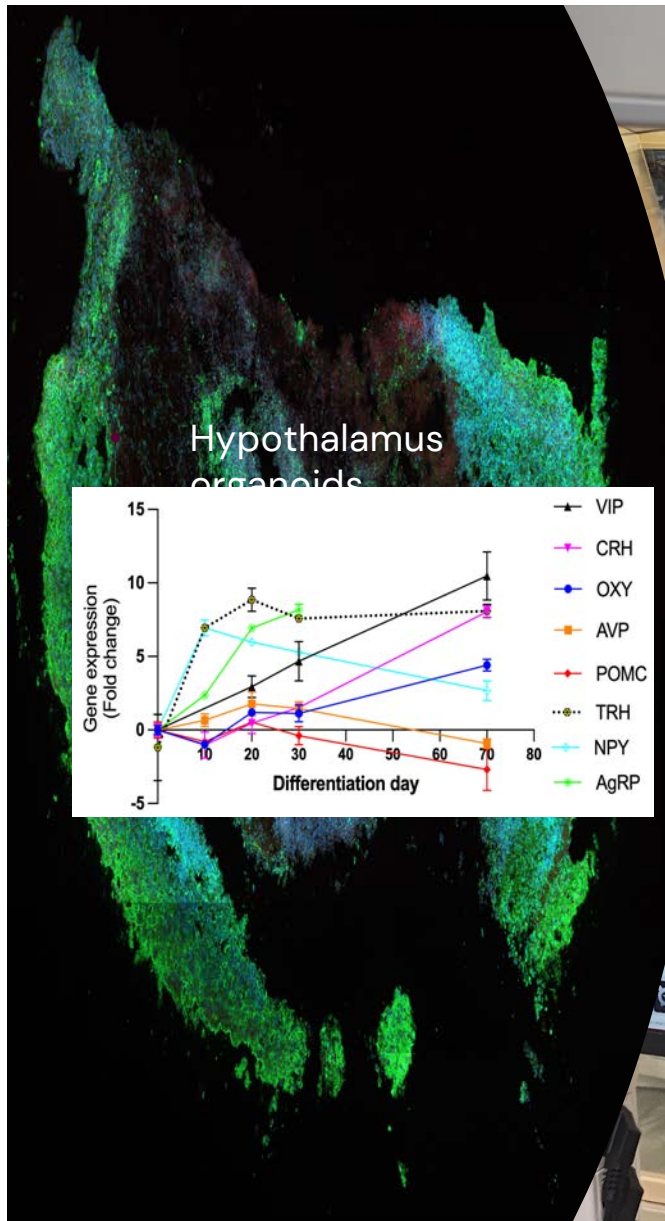 Hypothalamus
organoids
15
10
5
0
-5
10 20 30 40 50 60 70 80
Gene expression
(Fold change)
Differentiation day
VIP
CRH
OXY
AVP
POMC
TRH
NPY
AgRP